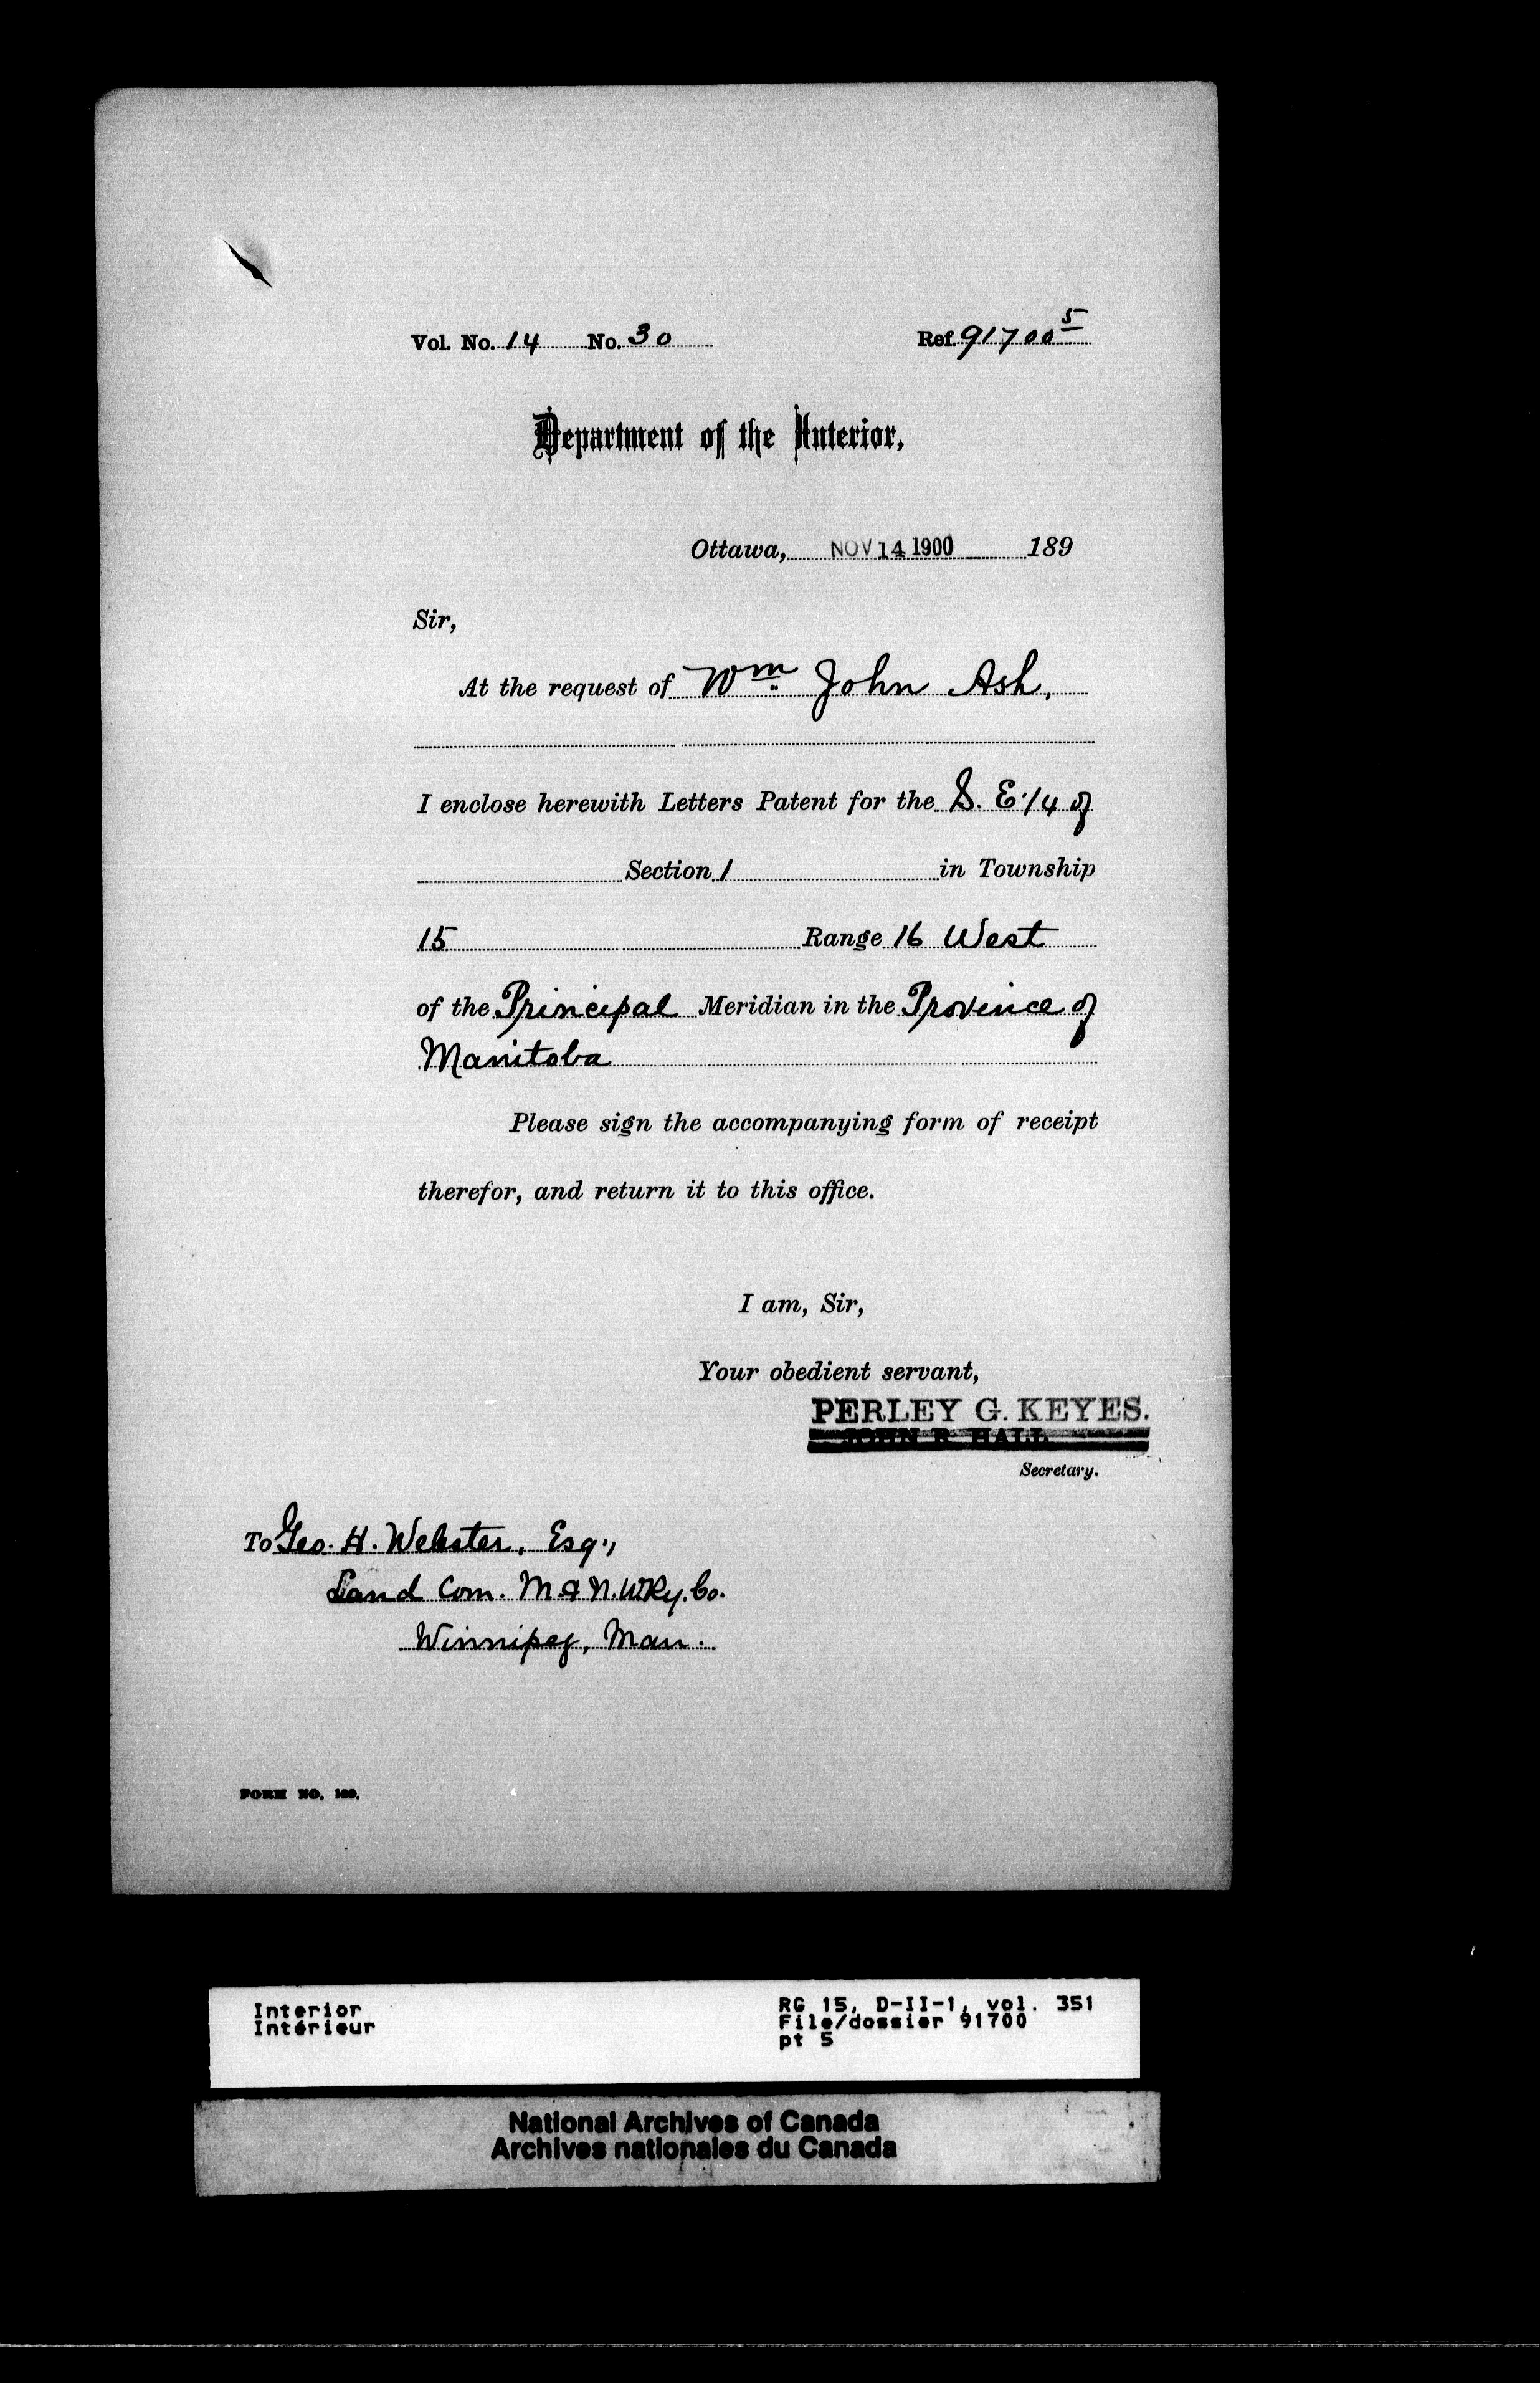 Vol. No. 14 No. 30 Ref. 91700 5
Department of the Interior,
Ottawa, NOV 14 1900 189
Sir,
At the request of Wm. John Ash,
I enclose herewith Letters Patent for the S. E. 1/4 of
Section 1 in Township
15 Range 16 West
of the Principal Meridian in the Province of
Manitoba
Please sign the accompanying form of receipt
therefor, and return it to this office.
I am, Sir,
Your obedient servant,
PERLEY G. KEYES.
JOHN R. HALL
Secretary.
To Geo. H. Webster, Esq.,
Land Com. M. & N. W. Ry. Co.
Winnipeg, Man.
FORM NO. 169.
Interior
Intérieur
RG 15, D-II-1, vol. 351
File/dossier 91700
pt 5
National Archives of Canada
Archives nationales du Canada